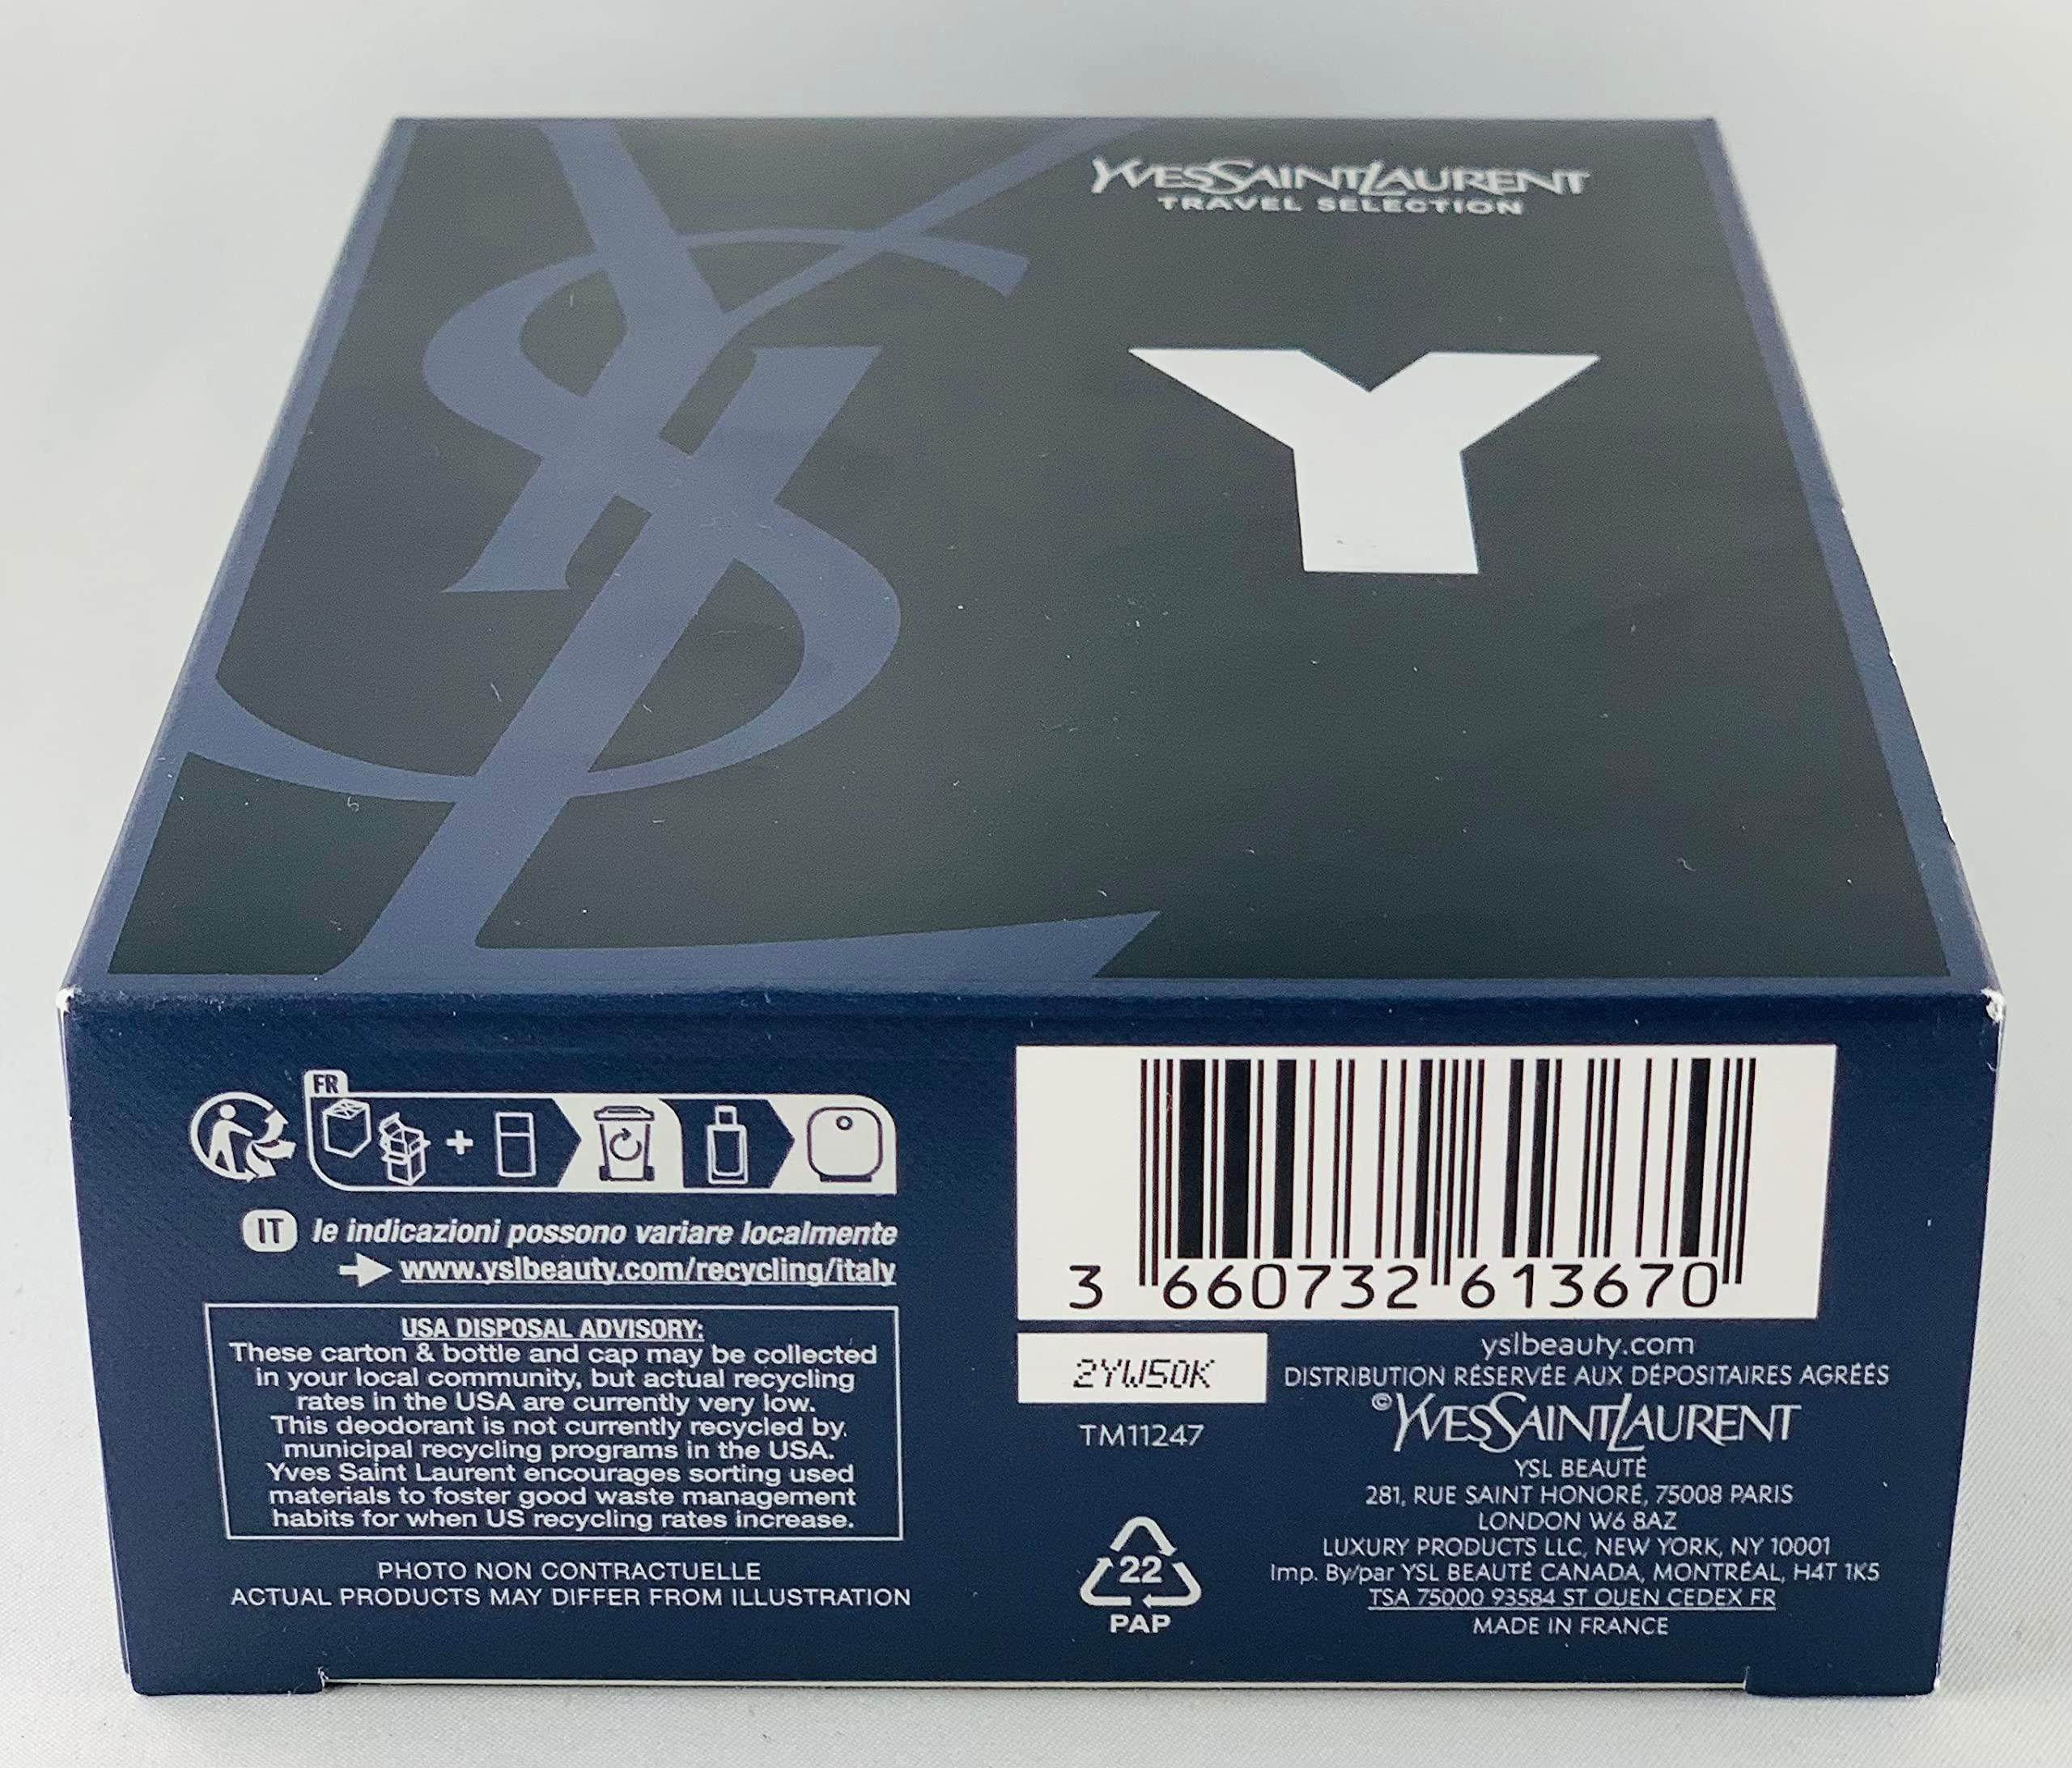 YVESSAINTLAURENT
TRAVEL SELECTION
YSL
Y
FR
IT le indicazioni possono variare localmente
www.yslbeauty.com/recycling/italy
USA DISPOSAL ADVISORY:
These carton & bottle and cap may be collected
in your local community, but actual recycling
rates in the USA are currently very low.
This deodorant is not currently recycled by.
municipal recycling programs in the USA.
Yves Saint Laurent encourages sorting used
materials to foster good waste management
habits for when US recycling rates increase.
PHOTO NON CONTRACTUELLE
ACTUAL PRODUCTS MAY DIFFER FROM ILLUSTRATION
3 660732 613670
2YW50K
TM11247
22
PAP
yslbeauty.com
DISTRIBUTION RÉSERVÉE AUX DÉPOSITAIRES AGRÉÉS
©YVESSAINTLAURENT
YSL BEAUTÉ
281, RUE SAINT HONORÉ, 75008 PARIS
LONDON W6 8AZ
LUXURY PRODUCTS LLC, NEW YORK, NY 10001
Imp. By/par YSL BEAUTÉ CANADA, MONTRÉAL, H4T 1K5
TSA 75000 93584 ST OUEN CEDEX FR
MADE IN FRANCE